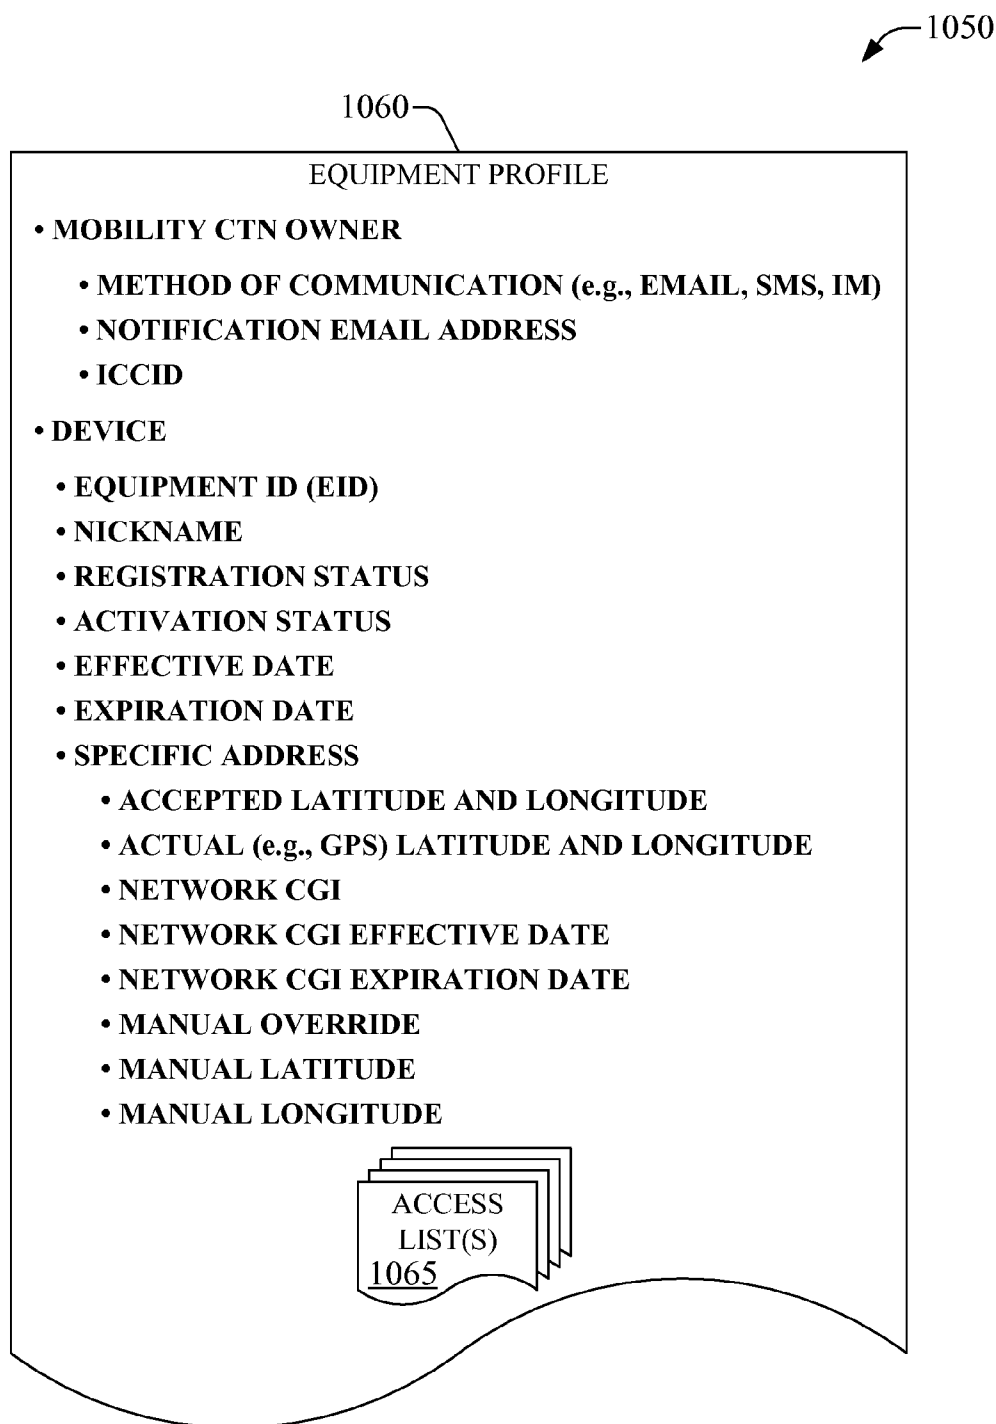 1050
1060
EQUIPMENT PROFILE
• MOBILITY CTN OWNER
• METHOD OF COMMUNICATION (e.g., EMAIL, SMS, IM)
• NOTIFICATION EMAIL ADDRESS
• ICCID
• DEVICE
• EQUIPMENT ID (EID)
• NICKNAME
• REGISTRATION STATUS
• ACTIVATION STATUS
• EFFECTIVE DATE
• EXPIRATION DATE
• SPECIFIC ADDRESS
• ACCEPTED LATITUDE AND LONGITUDE
• ACTUAL (e.g., GPS) LATITUDE AND LONGITUDE
• NETWORK CGI
• NETWORK CGI EFFECTIVE DATE
• NETWORK CGI EXPIRATION DATE
• MANUAL OVERRIDE
• MANUAL LATITUDE
• MANUAL LONGITUDE
ACCESS
LIST(S)
1065